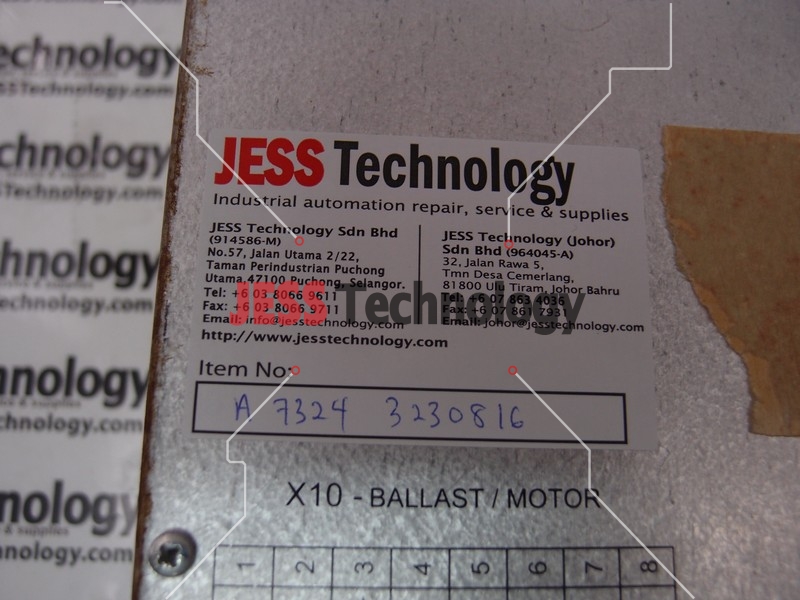 JESS Technology
Industrial automation repair, service & supplies
JESS Technology Sdn Bhd
(914586-M)
No.57, Jalan Utama 2/22,
Taman Perindustrian Puchong
Utama,47100 Puchong, Selangor.
Tel: +6 03 8066 9611
Fax: +6 03 8066 9711
Email: info@jesstechnology.com
JESS Technology (Johor)
Sdn Bhd (964045-A)
32, Jalan Rawa 5,
Tmn Desa Cemerlang,
81800 Ulu Tiram, Johor Bahru
Tel: +6 07 863 4036
Fax: +6 07 861 7931
Email: johor@jesstechnology.com
http://www.jesstechnology.com
JESS Technology
Item No:
A 7324 3230816
X10 - BALLAST / MOTOR
1 2 3 4 5 6 7 8